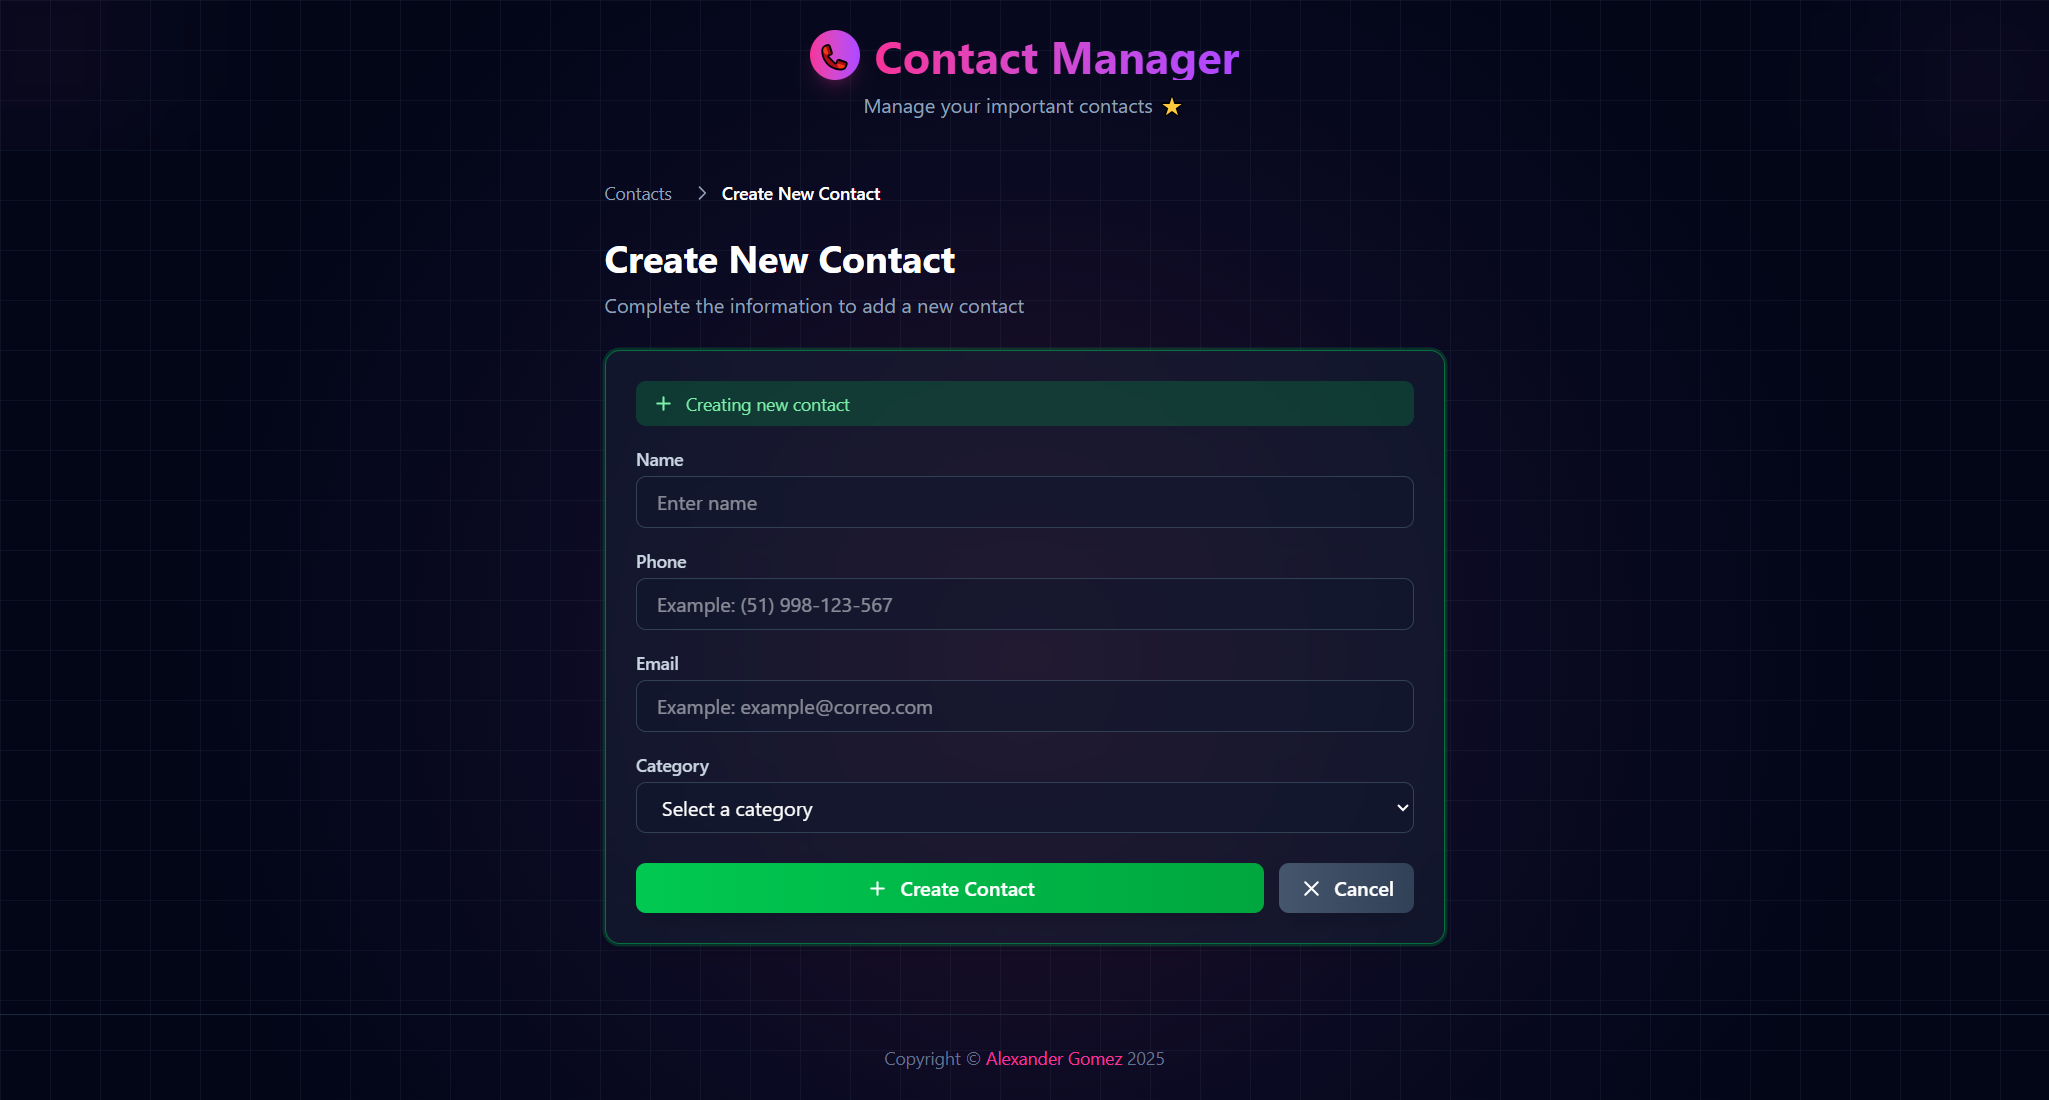 Contact Manager
Manage your important contacts
Contacts > Create New Contact
Create New Contact
Complete the information to add a new contact
+ Creating new contact
Name
Enter name
Phone
Example: (51) 998-123-567
Email
Example: example@correo.com
Category
Select a category
+ Create Contact
× Cancel
Copyright © Alexander Gomez 2025